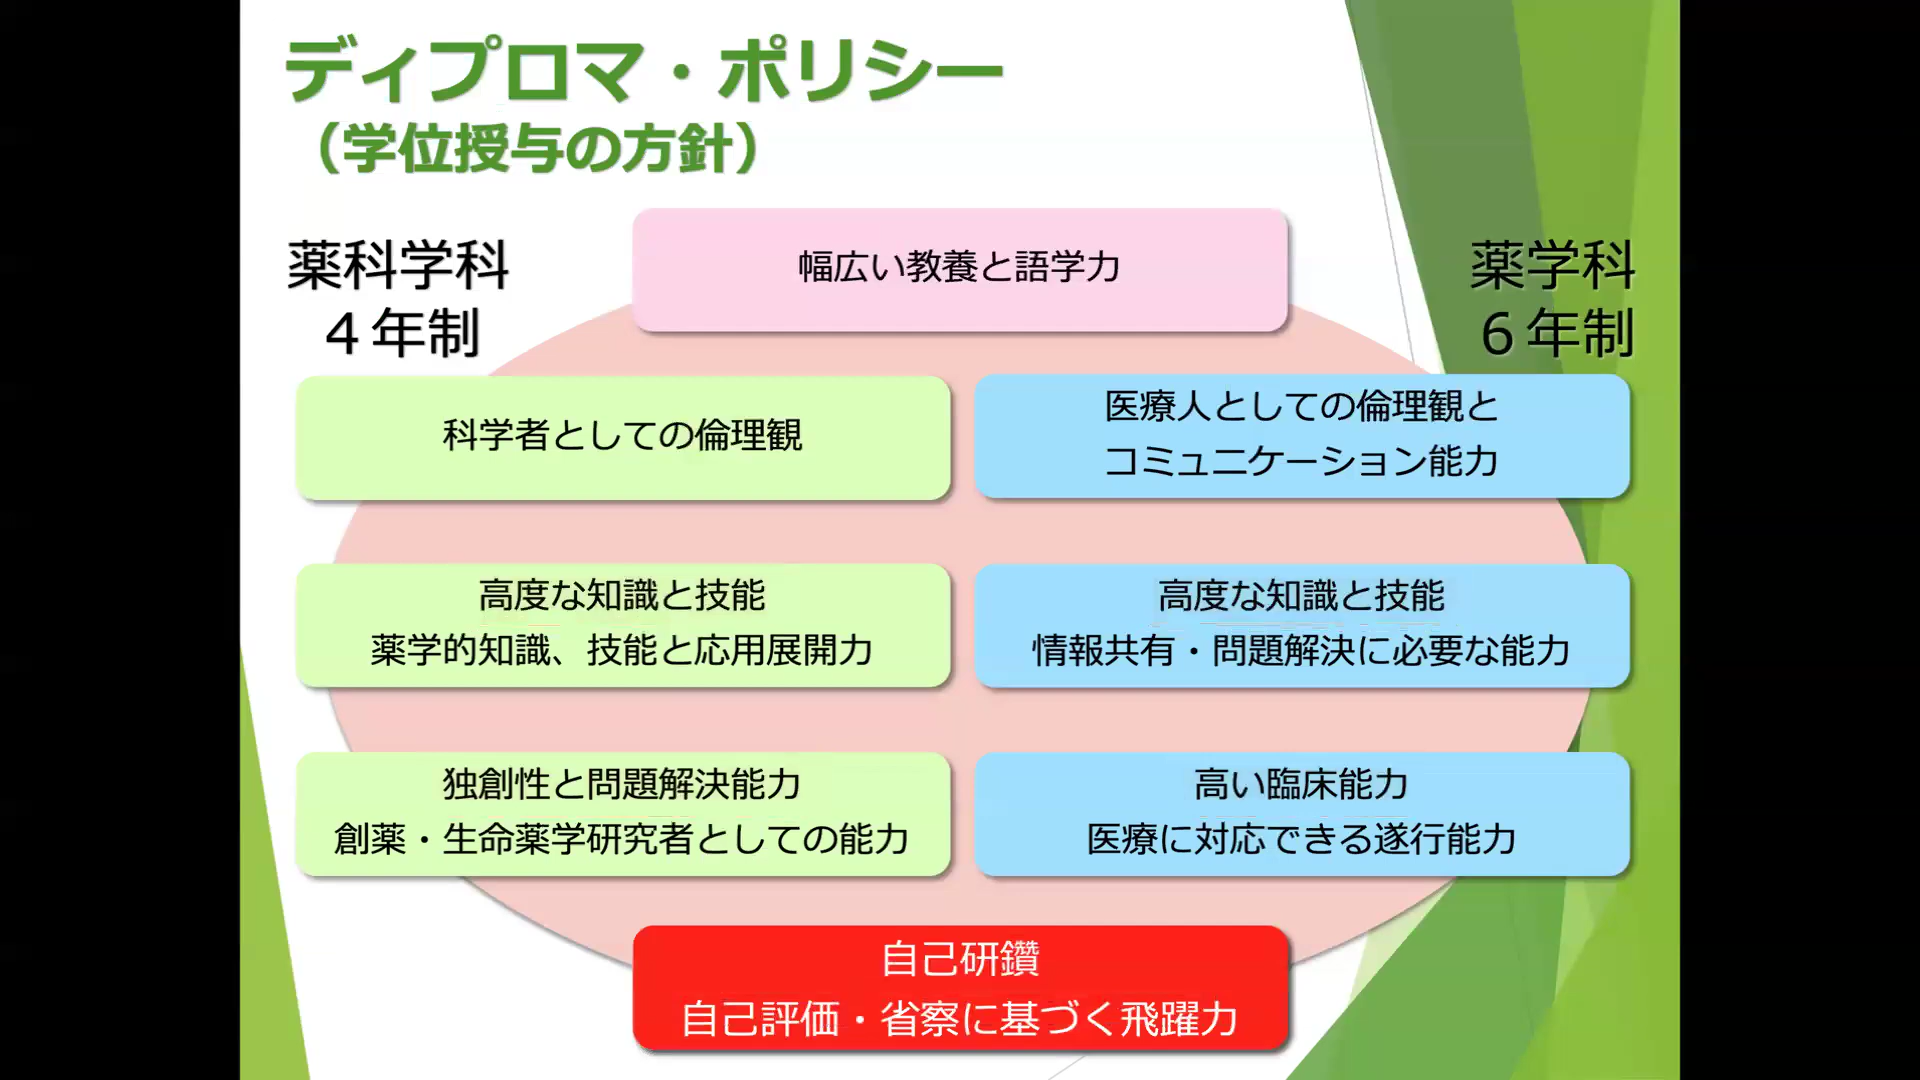 ディプロマ・ポリシー
（学位授与の方針）
薬科学科
４年制
薬学科
６年制
幅広い教養と語学力
科学者としての倫理観
医療人としての倫理観と
コミュニケーション能力
高度な知識と技能
薬学的知識、技能と応用展開力
高度な知識と技能
情報共有・問題解決に必要な能力
独創性と問題解決能力
創薬・生命薬学研究者としての能力
高い臨床能力
医療に対応できる遂行能力
自己研鑽
自己評価・省察に基づく飛躍力